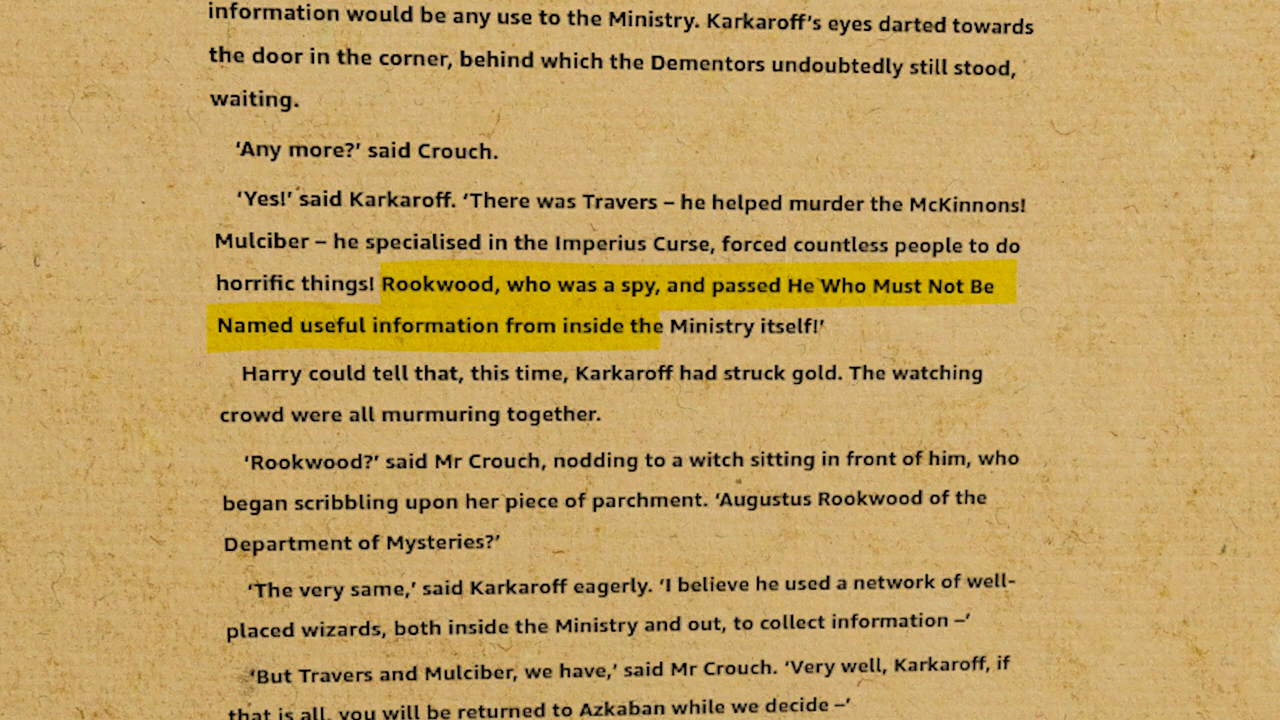 information would be any use to the Ministry. Karkaroff's eyes darted towards
the door in the corner, behind which the Dementors undoubtedly still stood,
waiting.
‘Any more?’ said Crouch.
‘Yes!’ said Karkaroff. ‘There was Travers – he helped murder the McKinnons!
Mulciber – he specialised in the Imperius Curse, forced countless people to do
horrific things! Rookwood, who was a spy, and passed He Who Must Not Be
Named useful information from inside the Ministry itself!’
Harry could tell that, this time, Karkaroff had struck gold. The watching
crowd were all murmuring together.
‘Rookwood?’ said Mr Crouch, nodding to a witch sitting in front of him, who
began scribbling upon her piece of parchment. ‘Augustus Rookwood of the
Department of Mysteries?’
‘The very same,’ said Karkaroff eagerly. ‘I believe he used a network of well-
placed wizards, both inside the Ministry and out, to collect information –’
‘But Travers and Mulciber, we have,’ said Mr Crouch. ‘Very well, Karkaroff, if
that is all, you will be returned to Azkaban while we decide –’